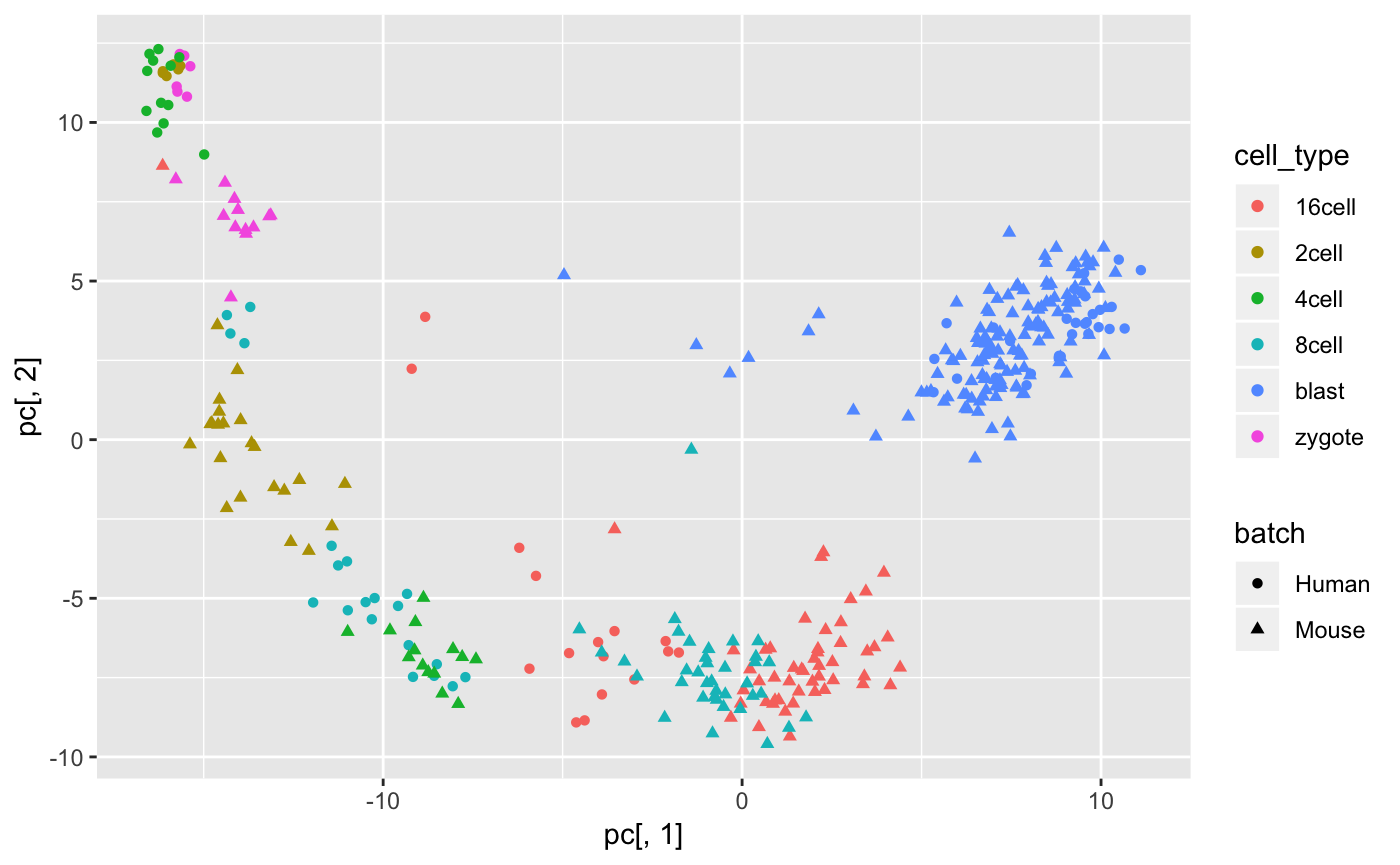 10
5
0
-5
-10
pc[, 2]
-10
0
10
pc[, 1]
cell_type
16cell
2cell
4cell
8cell
blast
zygote
batch
Human
Mouse